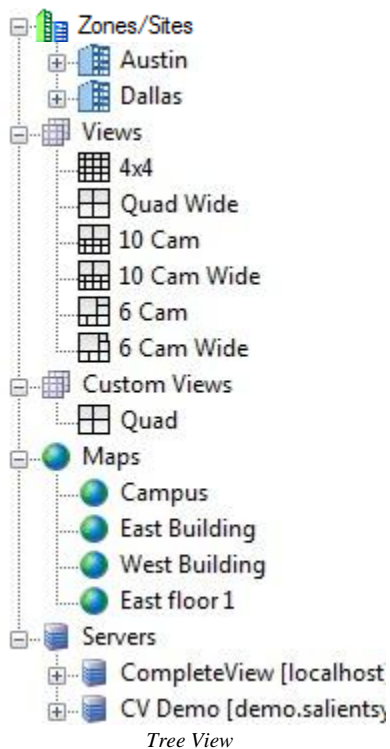 Zones/Sites
Austin
Dallas
Views
4x4
Quad Wide
10 Cam
10 Cam Wide
6 Cam
6 Cam Wide
Custom Views
Quad
Maps
Campus
East Building
West Building
East floor 1
Servers
CompleteView [localhost]
CV Demo [demo.salientsy
Tree View